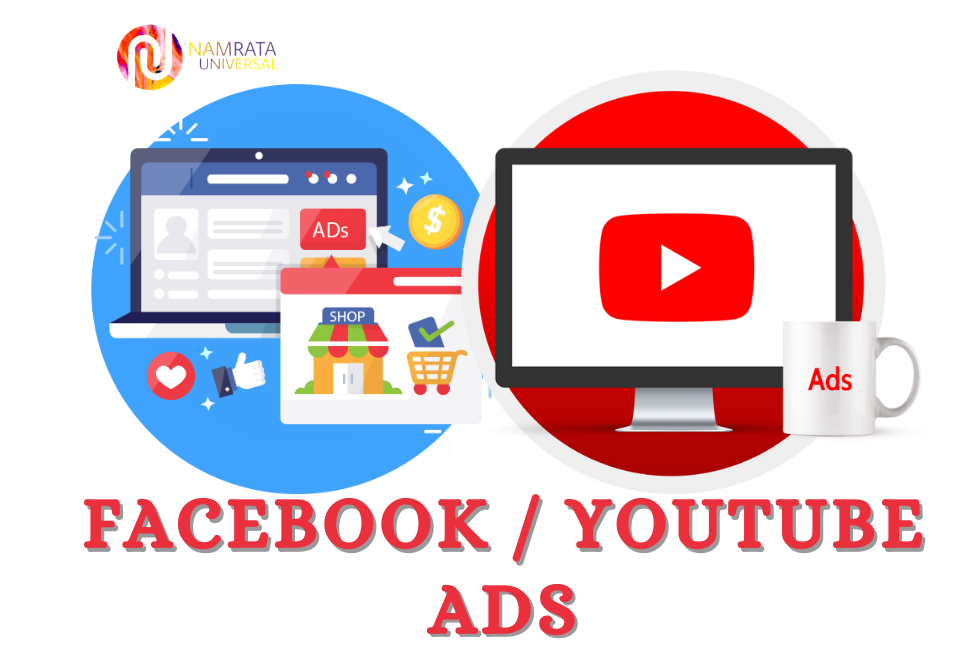 NAMRATA
UNIVERSAL
ADs
SHOP
Ads
FACEBOOK / YOUTUBE
ADS